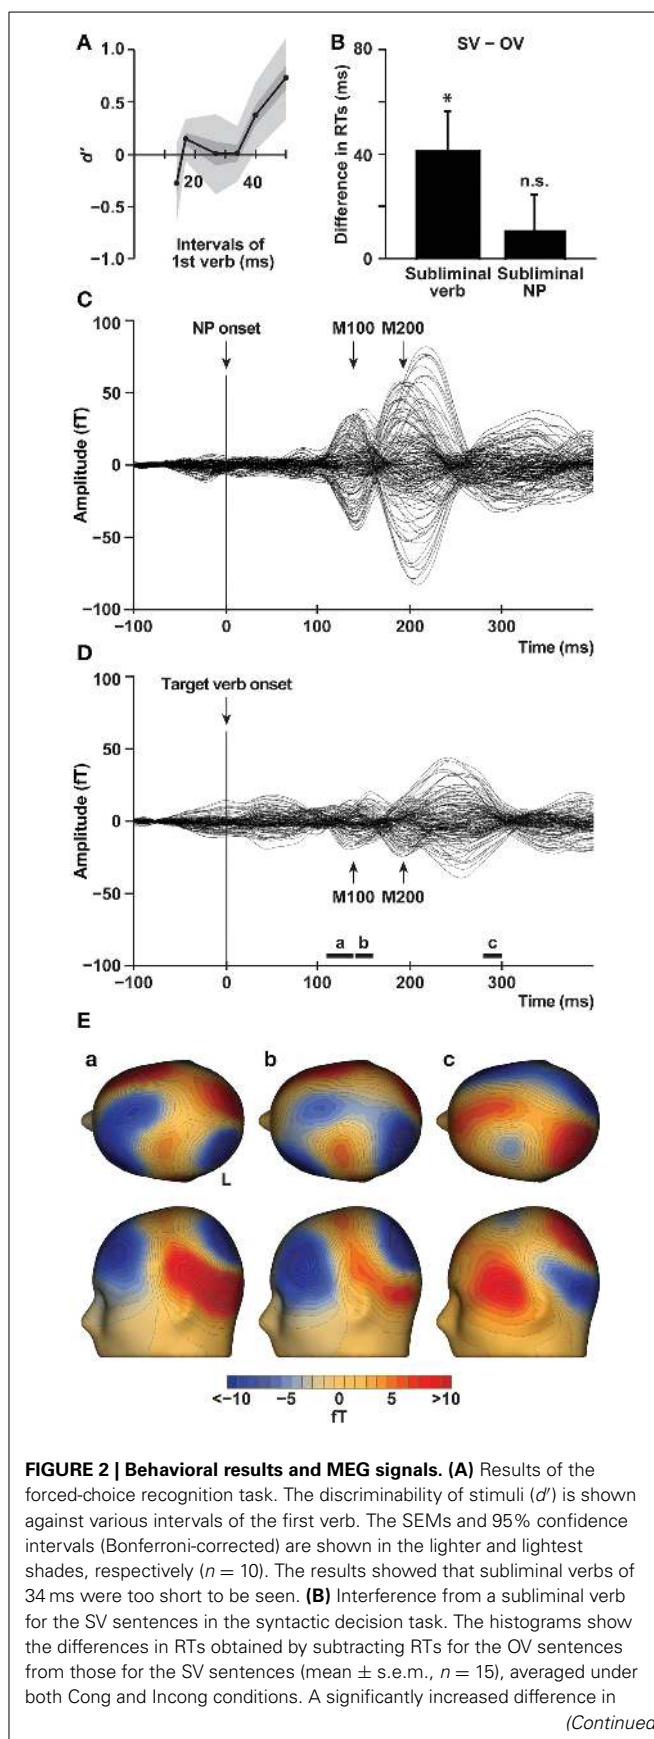 A
1.0
0.5
0
−0.5
−1.0
d′
20
40
Intervals of
1st verb (ms)
B
SV − OV
80
40
0
Difference in RTs (ms)
*
n.s.
Subliminal
verb
Subliminal
NP
C
100
50
0
−50
−100
Amplitude (fT)
NP onset
M100
M200
−100
0
100
200
300
Time (ms)
D
100
50
0
−50
−100
Amplitude (fT)
Target verb onset
M100
M200
a
b
c
−100
0
100
200
300
Time (ms)
E
a
b
c
L
<−10
−5
0
5
>10
fT
FIGURE 2 | Behavioral results and MEG signals. (A) Results of the
forced-choice recognition task. The discriminability of stimuli (d′) is shown
against various intervals of the first verb. The SEMs and 95% confidence
intervals (Bonferroni-corrected) are shown in the lighter and lightest
shades, respectively (n = 10). The results showed that subliminal verbs of
34 ms were too short to be seen. (B) Interference from a subliminal verb
for the SV sentences in the syntactic decision task. The histograms show
the differences in RTs obtained by subtracting RTs for the OV sentences
from those for the SV sentences (mean ± s.e.m., n = 15), averaged under
both Cong and Incong conditions. A significantly increased difference in
(Continued